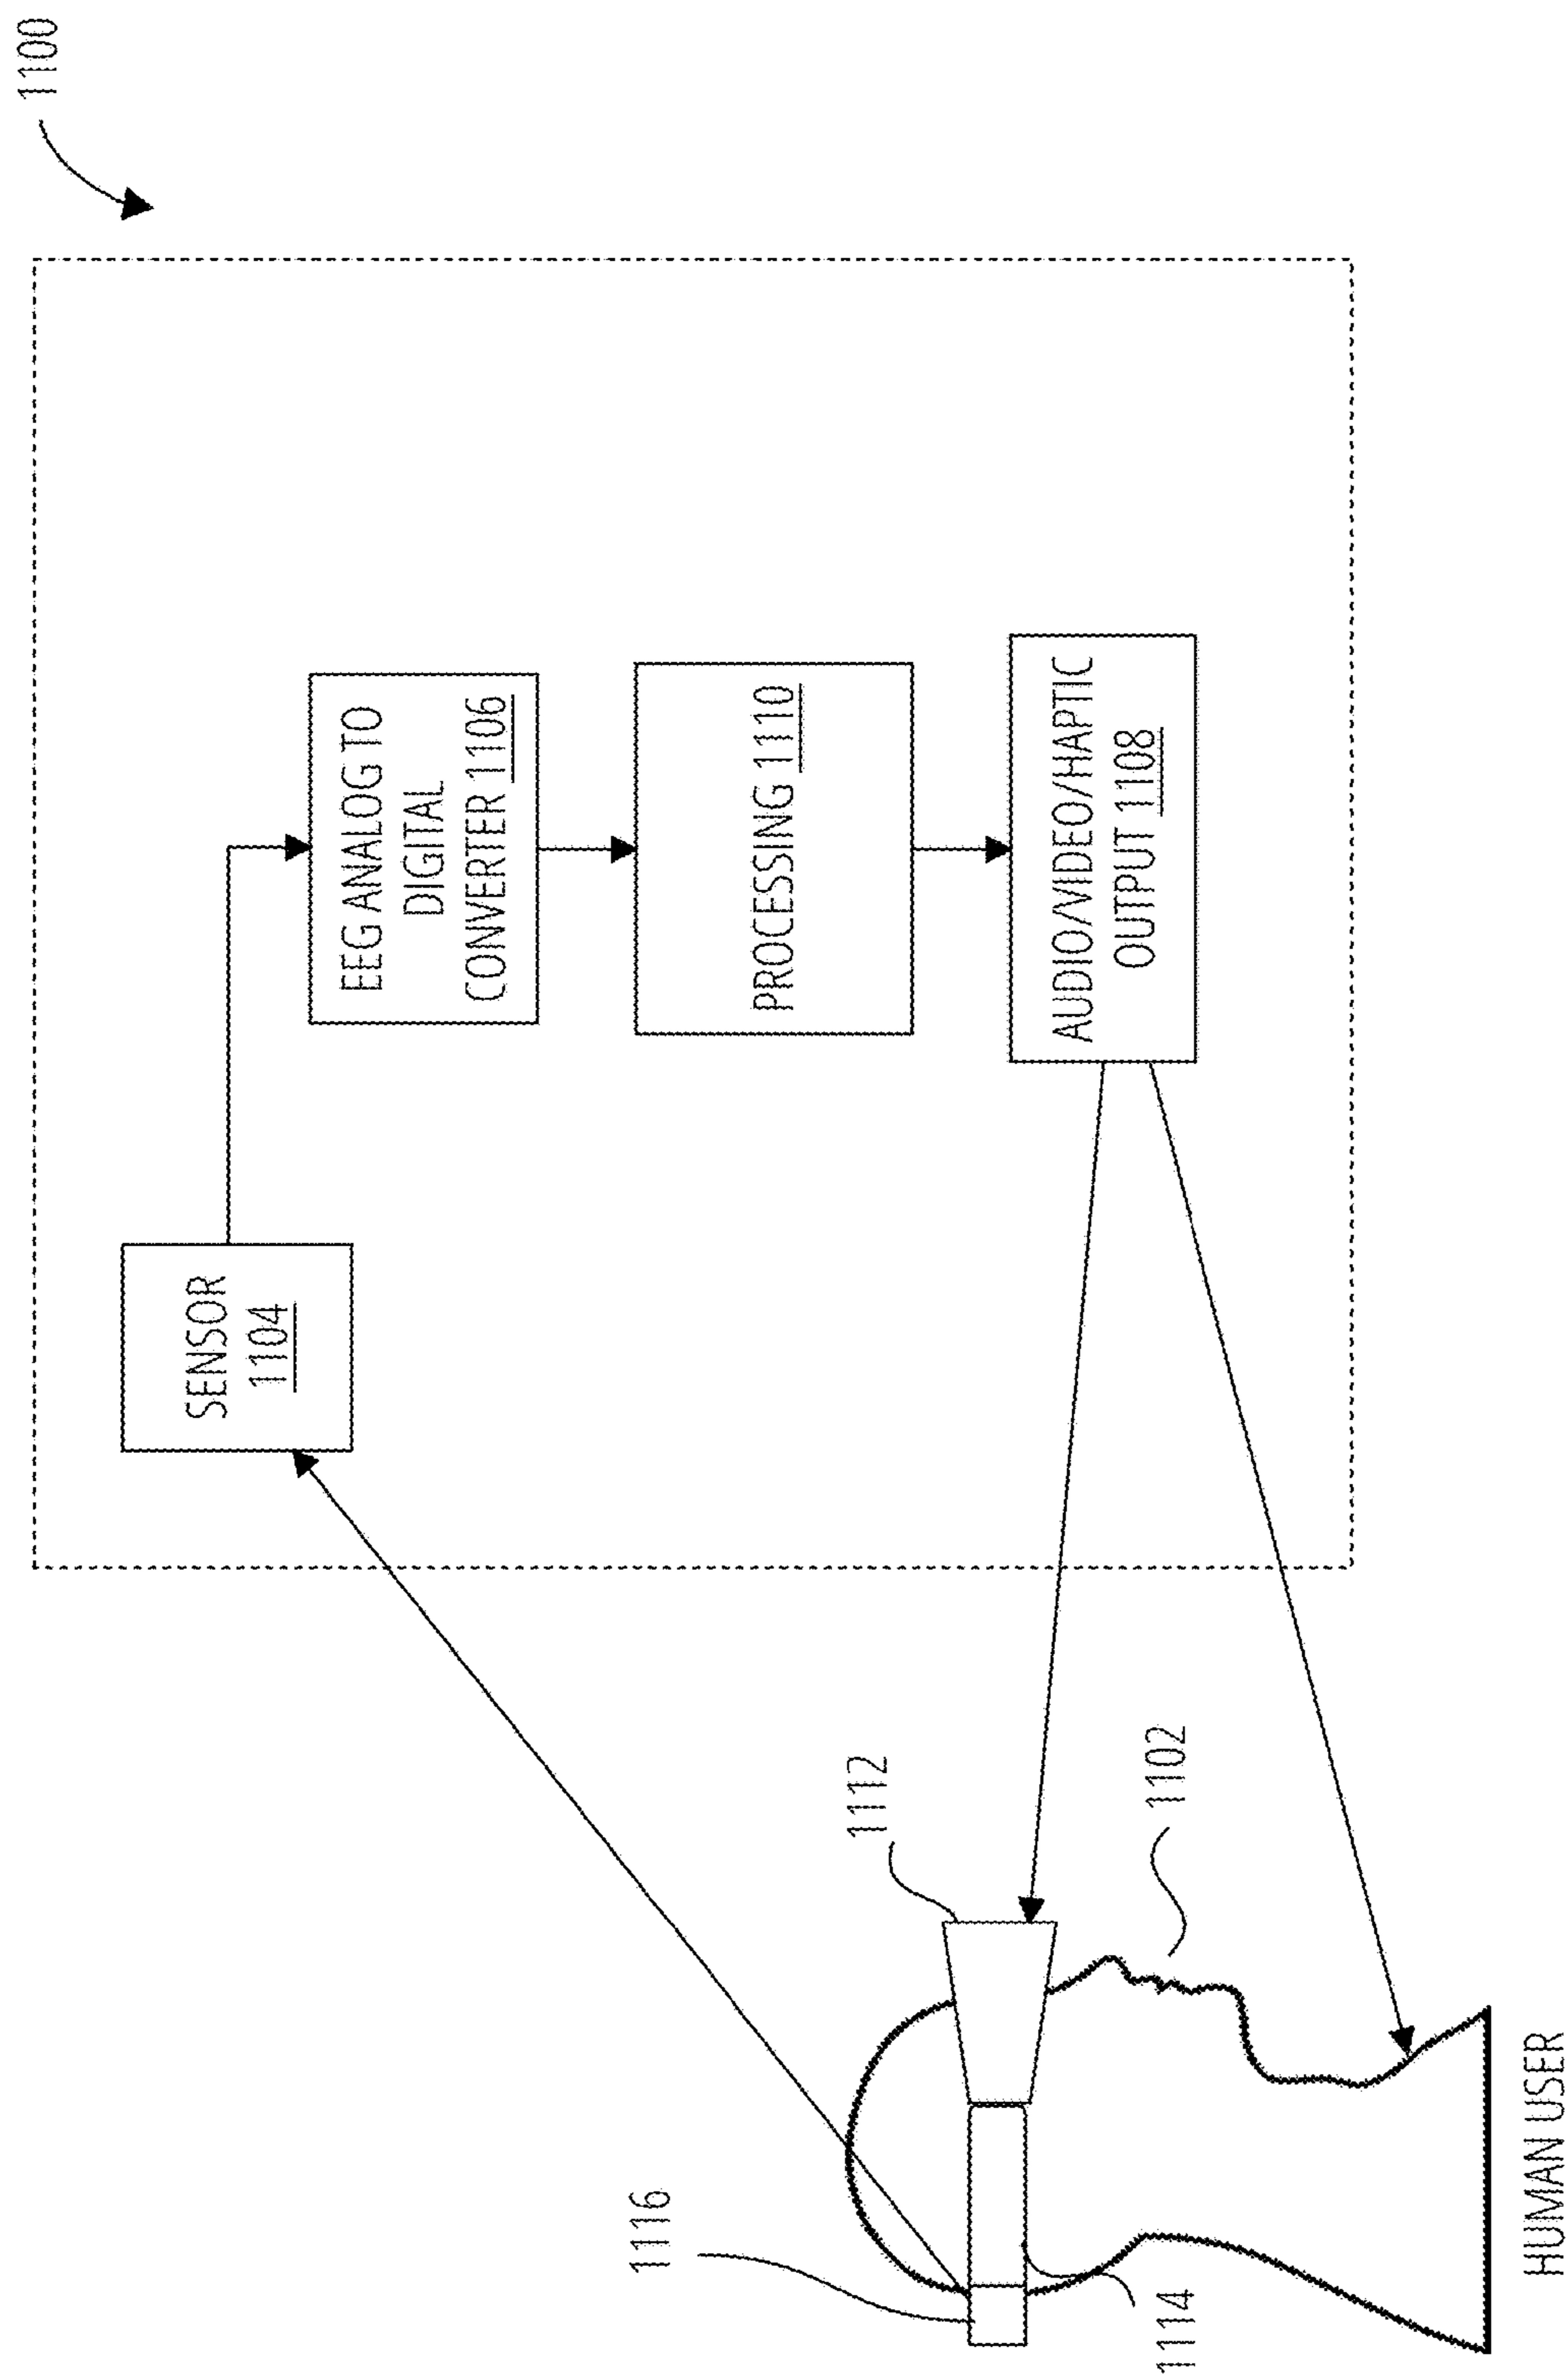 1100
SENSOR
1104
EEG ANALOG TO
DIGITAL
CONVERTER 1106
PROCESSING 1110
AUDIO/VIDEO/HAPTIC
OUTPUT 1108
1116
1112
1102
1114
HUMAN USER